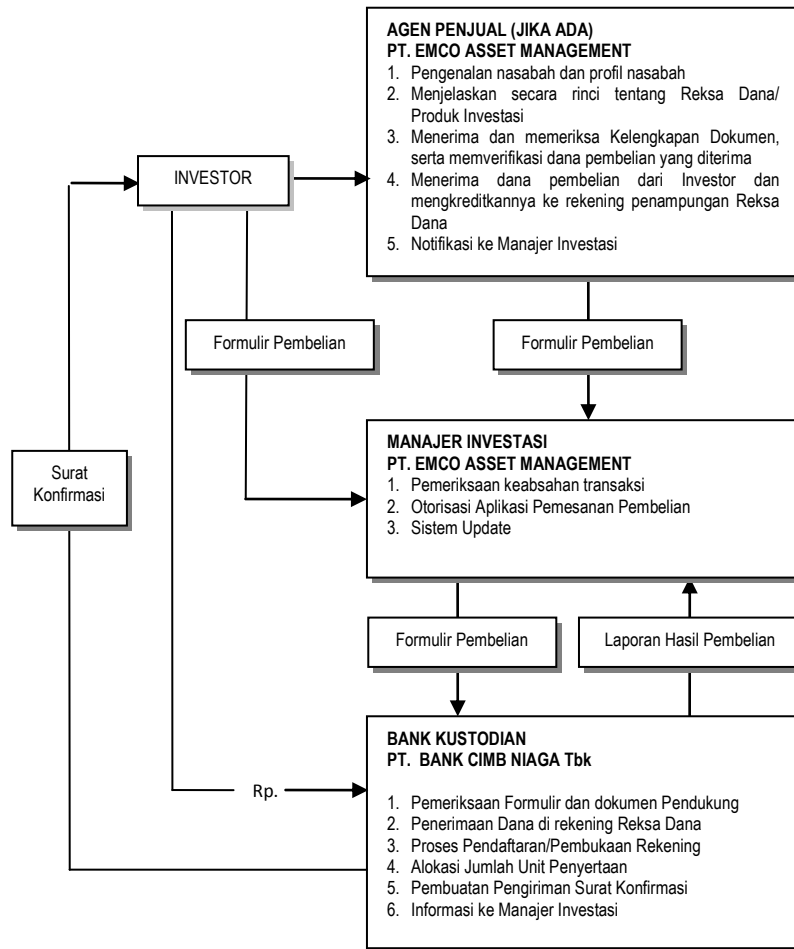 AGEN PENJUAL (JIKA ADA)
PT. EMCO ASSET MANAGEMENT
1. Pengenalan nasabah dan profil nasabah
2. Menjelaskan secara rinci tentang Reksa Dana/
Produk Investasi
3. Menerima dan memeriksa Kelengkapan Dokumen,
serta memverifikasi dana pembelian yang diterima
4. Menerima dana pembelian dari Investor dan
mengkreditkannya ke rekening penampungan Reksa
Dana
5. Notifikasi ke Manajer Investasi
INVESTOR
Formulir Pembelian
Formulir Pembelian
MANAJER INVESTASI
PT. EMCO ASSET MANAGEMENT
1. Pemeriksaan keabsahan transaksi
2. Otorisasi Aplikasi Pemesanan Pembelian
3. Sistem Update
Surat
Konfirmasi
Formulir Pembelian
Laporan Hasil Pembelian
BANK KUSTODIAN
PT. BANK CIMB NIAGA Tbk
Rp.
1. Pemeriksaan Formulir dan dokumen Pendukung
2. Penerimaan Dana di rekening Reksa Dana
3. Proses Pendaftaran/Pembukaan Rekening
4. Alokasi Jumlah Unit Penyertaan
5. Pembuatan Pengiriman Surat Konfirmasi
6. Informasi ke Manajer Investasi